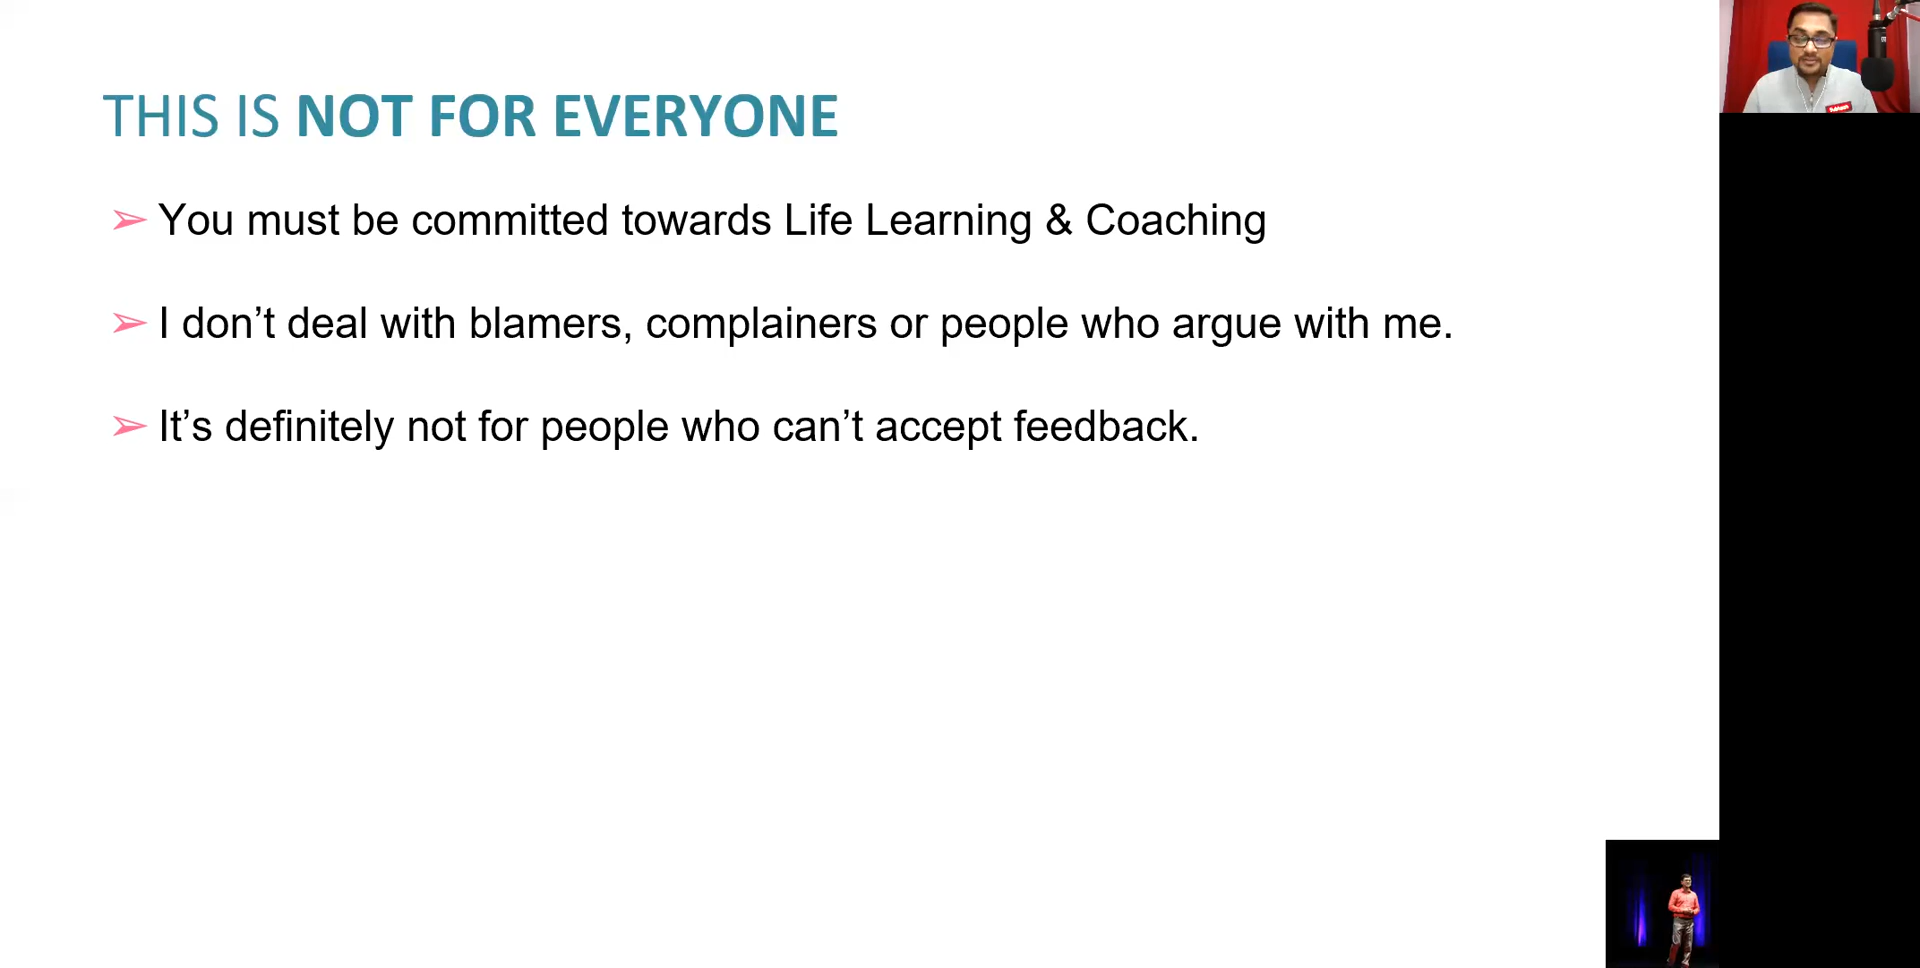 THIS IS NOT FOR EVERYONE
➢ You must be committed towards Life Learning & Coaching
➢ I don’t deal with blamers, complainers or people who argue with me.
➢ It’s definitely not for people who can’t accept feedback.